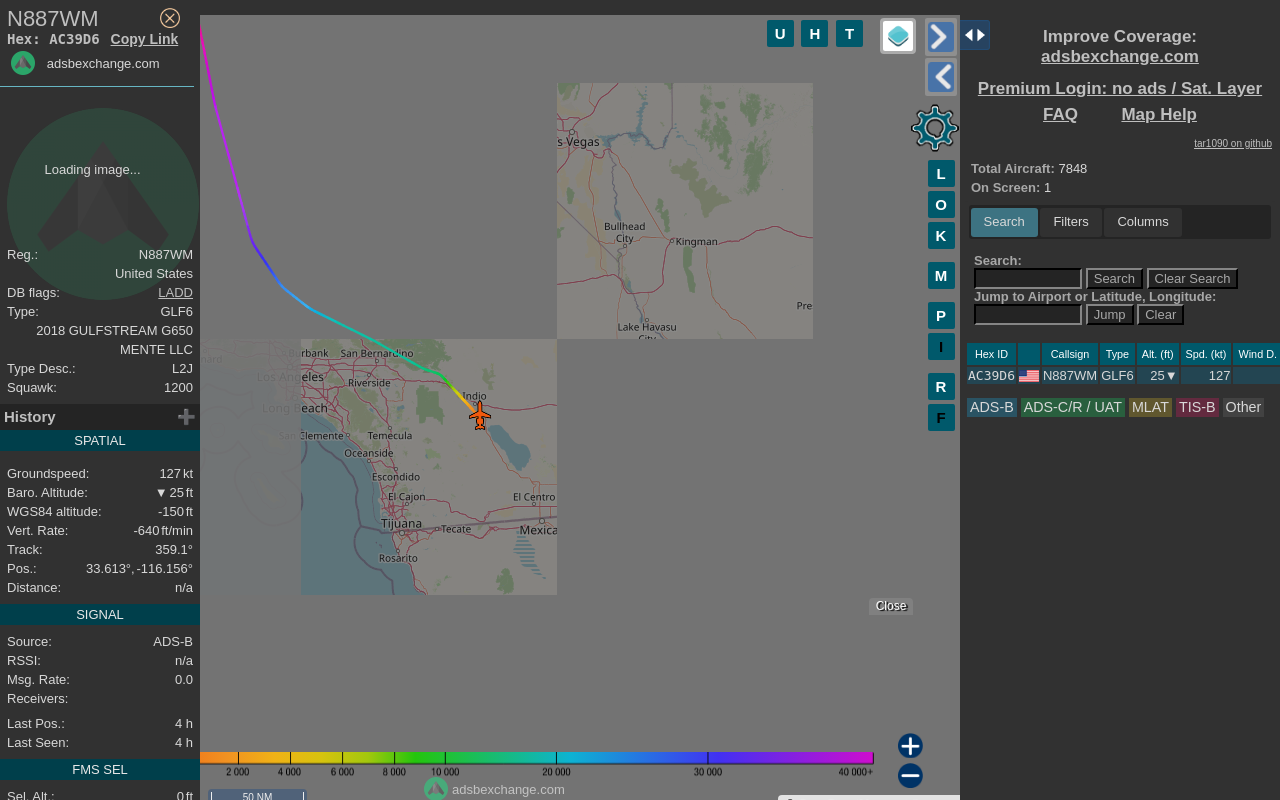 N887WM
Hex: AC39D6 Copy Link
adsbexchange.com
Loading image...
Reg.: N887WM
United States
DB flags: LADD
Type: GLF6
2018 GULFSTREAM G650
MENTE LLC
Type Desc.: L2J
Squawk: 1200
History
SPATIAL
Groundspeed: 127 kt
Baro. Altitude: ▼ 25 ft
WGS84 altitude: -150 ft
Vert. Rate: -640 ft/min
Track: 359.1°
Pos.: 33.613°, -116.156°
Distance: n/a
SIGNAL
Source: ADS-B
RSSI: n/a
Msg. Rate: 0.0
Receivers:
Last Pos.: 4 h
Last Seen: 4 h
FMS SEL
Sel. Alt.: 0 ft
U H T
L
O
K
M
P
I
R
F
s Vegas
Bullhead
City
Kingman
Pre
Lake Havasu
City
urbank San Bernardino
Los Angeles
Riverside
Long Beach
Indio
San Clemente
Temecula
Oceanside
Escondido
El Cajon
El Centro
Tijuana
Tecate
Mexica
Rosarito
Close
2 000 4 000 6 000 8 000 10 000 20 000 30 000 40 000+
adsbexchange.com
50 NM
Improve Coverage:
adsbexchange.com
Premium Login: no ads / Sat. Layer
FAQ Map Help
tar1090 on github
Total Aircraft: 7848
On Screen: 1
Search Filters Columns
Search:
Search Clear Search
Jump to Airport or Latitude, Longitude:
Jump Clear
Hex ID Callsign Type Alt. (ft) Spd. (kt) Wind D.
AC39D6 N887WM GLF6 25▼ 127
ADS-B ADS-C/R / UAT MLAT TIS-B Other